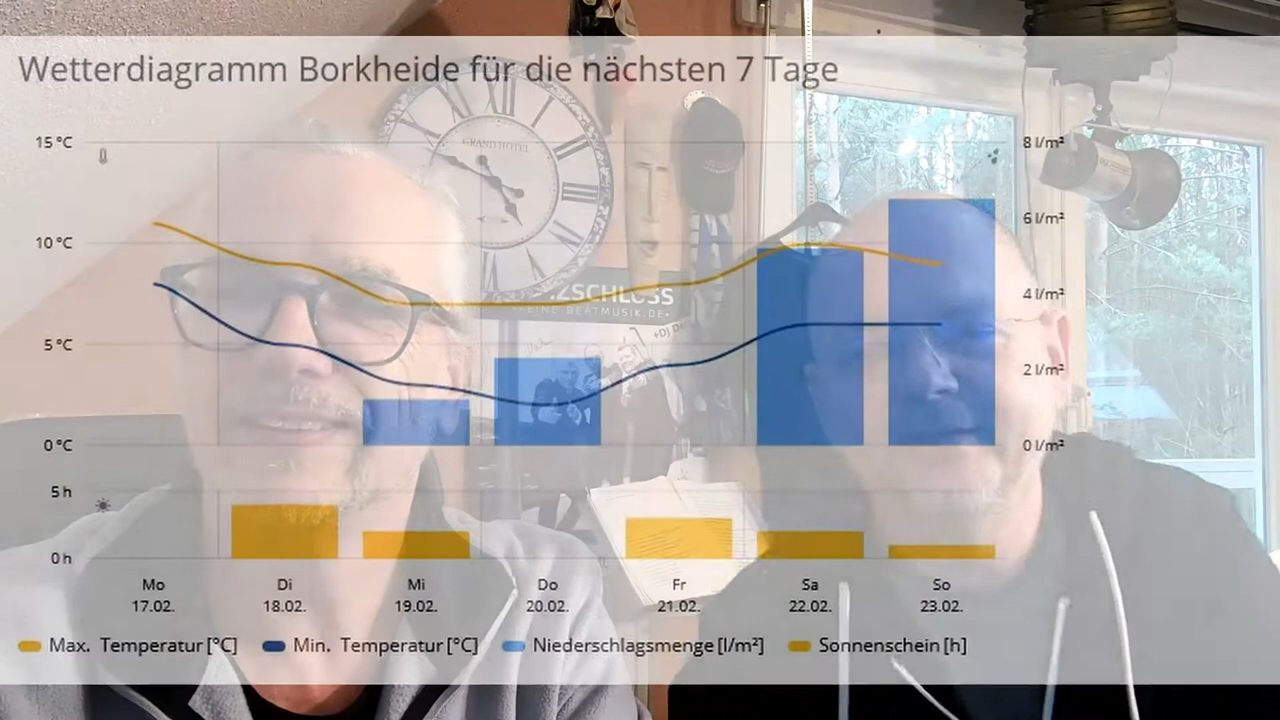 Wetterdiagramm Borkheide für die nächsten 7 Tage
15 °C
8 l/m²
GRAND HOTEL
10 °C
6 l/m²
4 l/m²
5 °C
2 l/m²
0 °C
0 l/m²
5 h
0 h
Mo Di Mi Do Fr Sa So
17.02. 18.02. 19.02. 20.02. 21.02. 22.02. 23.02.
Max. Temperatur [°C] Min. Temperatur [°C] Niederschlagsmenge [l/m²] Sonnenschein [h]